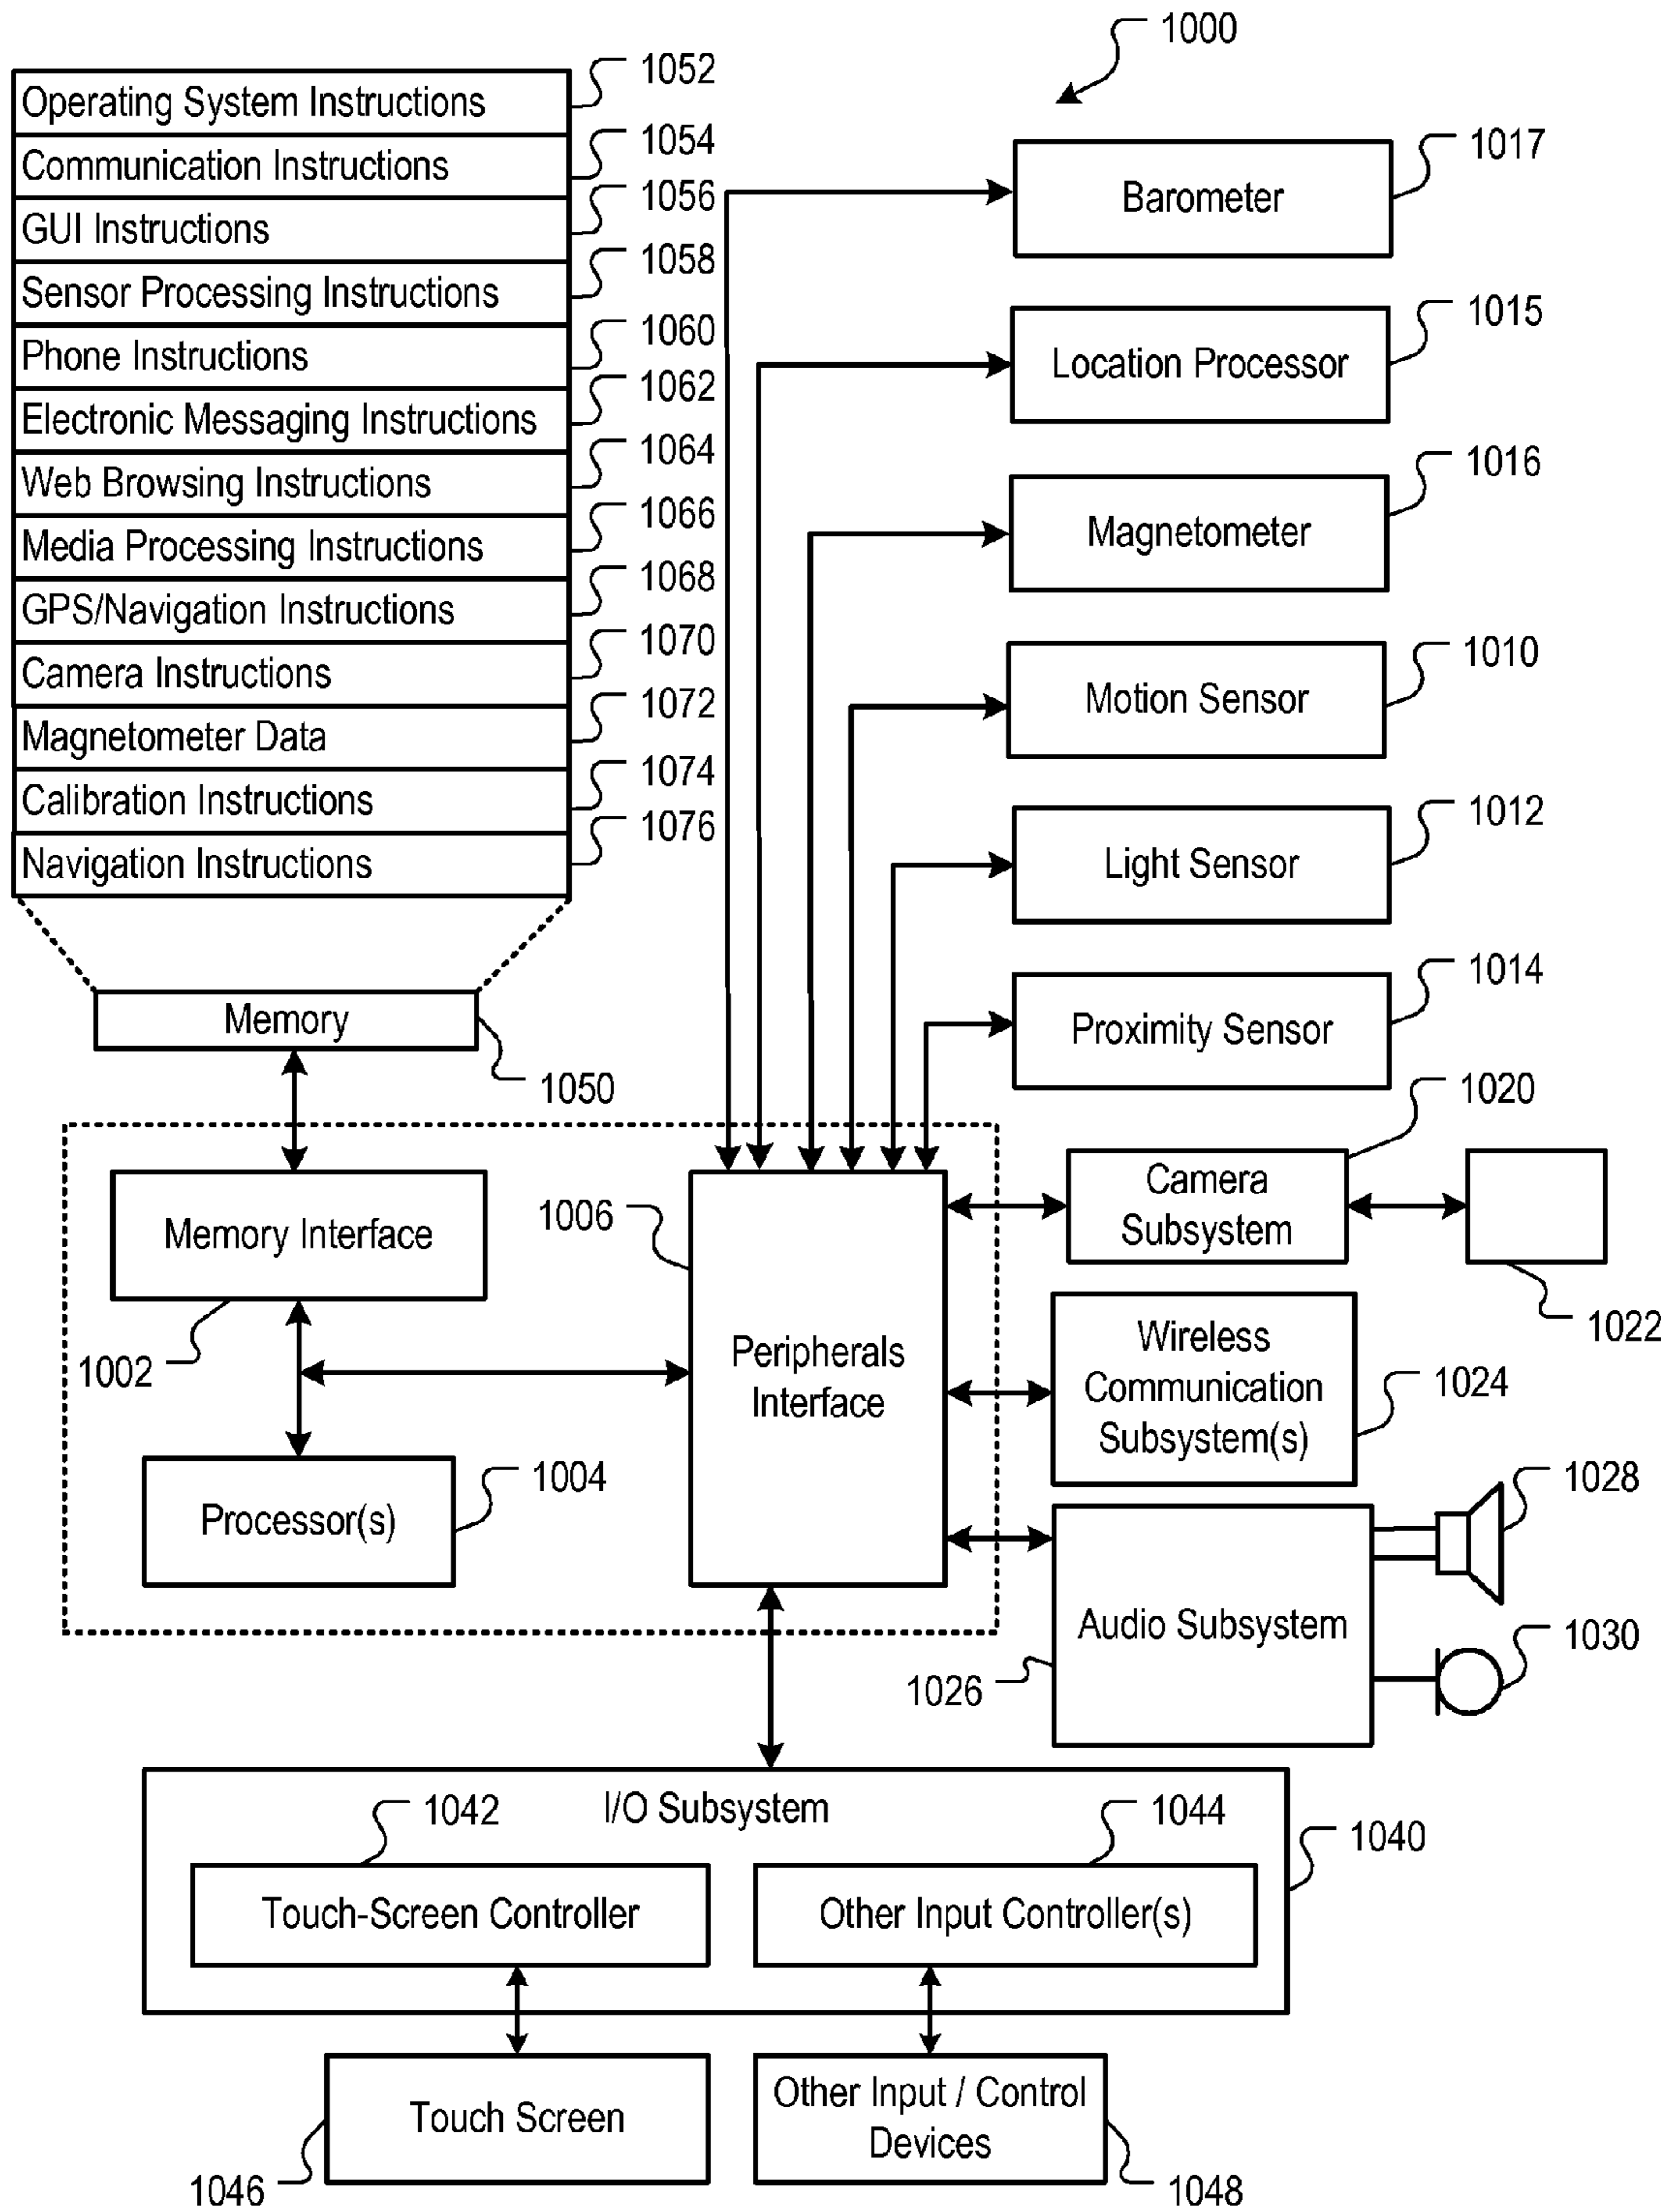 1000
Operating System Instructions
1052
Communication Instructions
1054
GUI Instructions
1056
Sensor Processing Instructions
1058
Phone Instructions
1060
Electronic Messaging Instructions
1062
Web Browsing Instructions
1064
Media Processing Instructions
1066
GPS/Navigation Instructions
1068
Camera Instructions
1070
Magnetometer Data
1072
Calibration Instructions
1074
Navigation Instructions
1076
Memory
1050
Barometer
1017
Location Processor
1015
Magnetometer
1016
Motion Sensor
1010
Light Sensor
1012
Proximity Sensor
1014
Memory Interface
1002
Processor(s)
1004
1006
Peripherals
Interface
Camera
Subsystem
1020
1022
Wireless
Communication
Subsystem(s)
1024
Audio Subsystem
1026
1028
1030
I/O Subsystem
1040
1042
Touch-Screen Controller
1044
Other Input Controller(s)
Touch Screen
1046
Other Input / Control
Devices
1048